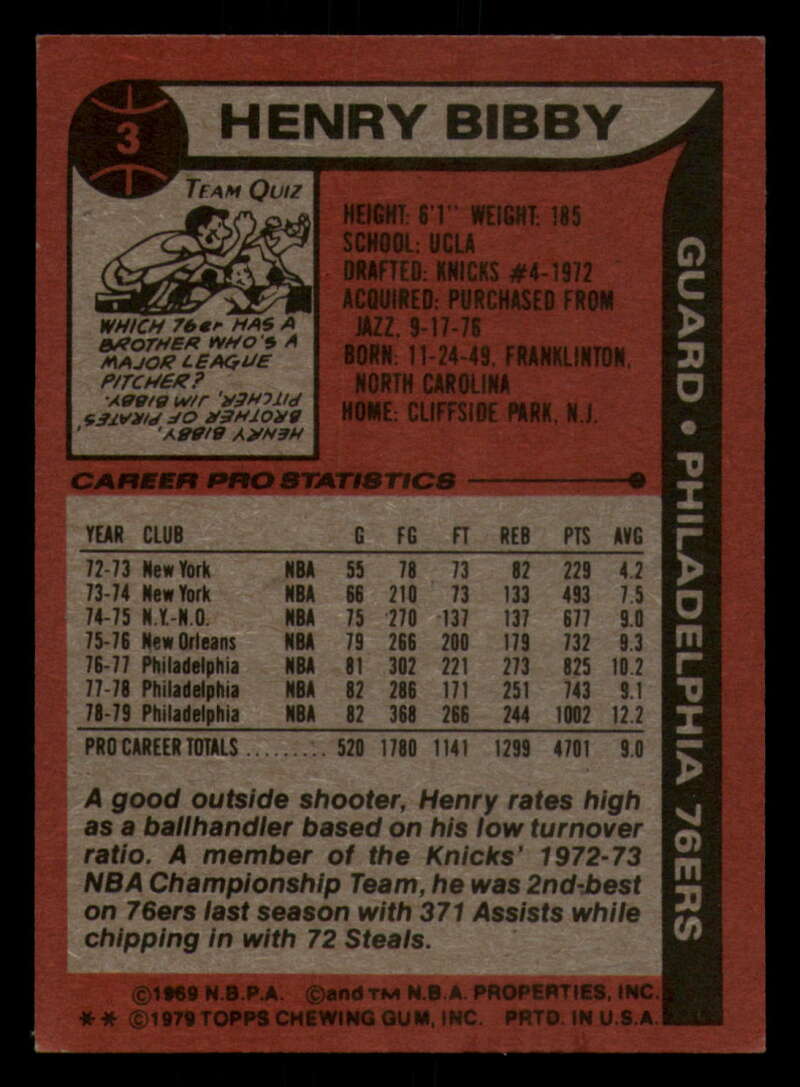 3
HENRY BIBBY
TEAM QUIZ
WHICH 76er HAS A
BROTHER WHO'S A
MAJOR LEAGUE
PITCHER?
HENRY BIBBY,
BROTHER OF PIRATES'
PITCHER, JIM BIBBY.
HEIGHT: 6'1" WEIGHT: 185
SCHOOL: UCLA
DRAFTED: KNICKS #4-1972
ACQUIRED: PURCHASED FROM
JAZZ, 9-17-76
BORN: 11-24-49, FRANKLINTON,
NORTH CAROLINA
HOME: CLIFFSIDE PARK, N.J.
GUARD • PHILADELPHIA 76ERS
CAREER PRO STATISTICS
YEAR CLUB G FG FT REB PTS AVG
72-73 New York NBA 55 78 73 82 229 4.2
73-74 New York NBA 66 210 73 133 493 7.5
74-75 N.Y.-N.O. NBA 75 270 137 137 677 9.0
75-76 New Orleans NBA 79 266 200 179 732 9.3
76-77 Philadelphia NBA 81 302 221 273 825 10.2
77-78 Philadelphia NBA 82 286 171 251 743 9.1
78-79 Philadelphia NBA 82 368 266 244 1002 12.2
PRO CAREER TOTALS ......... 520 1780 1141 1299 4701 9.0
A good outside shooter, Henry rates high
as a ballhandler based on his low turnover
ratio. A member of the Knicks' 1972-73
NBA Championship Team, he was 2nd-best
on 76ers last season with 371 Assists while
chipping in with 72 Steals.
©1969 N.B.P.A. ©and TM N.B.A. PROPERTIES, INC.
** ©1979 TOPPS CHEWING GUM, INC. PRTD. IN U.S.A.